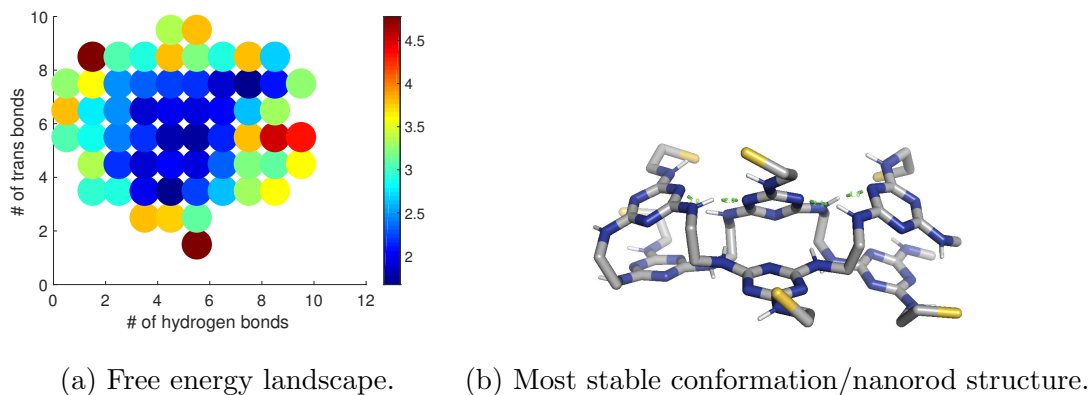 10
8
6
4
2
0
# of trans bonds
0 2 4 6 8 10 12
# of hydrogen bonds
4.5
4
3.5
3
2.5
2
(a) Free energy landscape.
(b) Most stable conformation/nanorod structure.